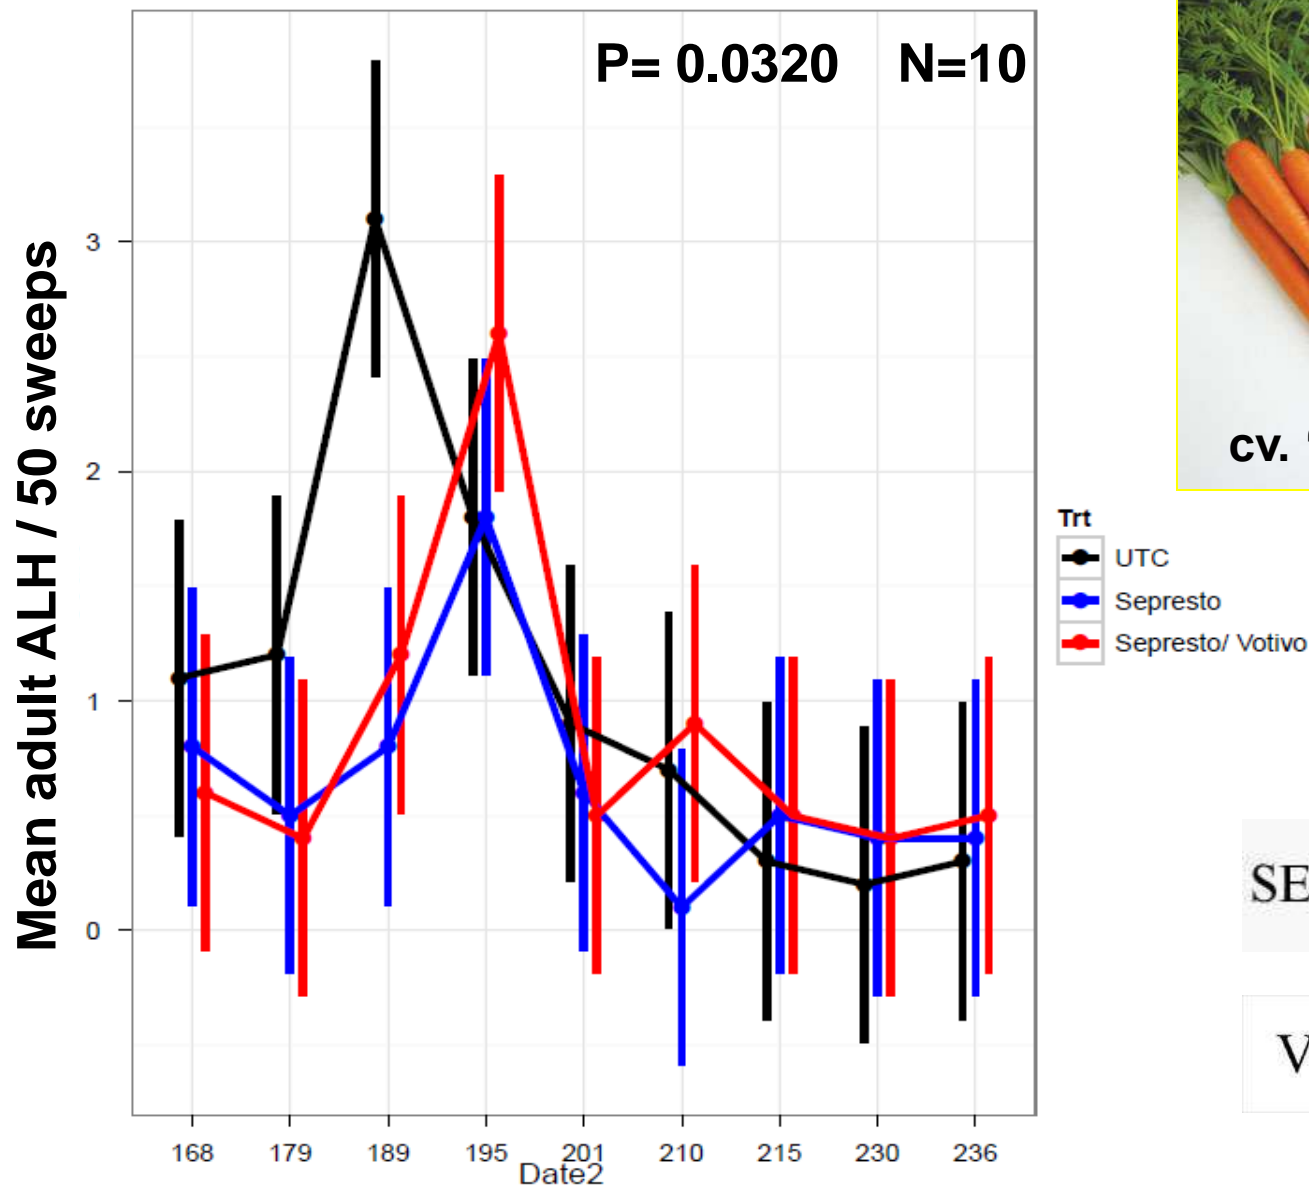 P= 0.0320 N=10
Mean adult ALH / 50 sweeps
3
2
1
0
168 179 189 195 201 210 215 230 236
Date2
cv.
Trt
UTC
Sepresto
Sepresto/ Votivo
SE
V